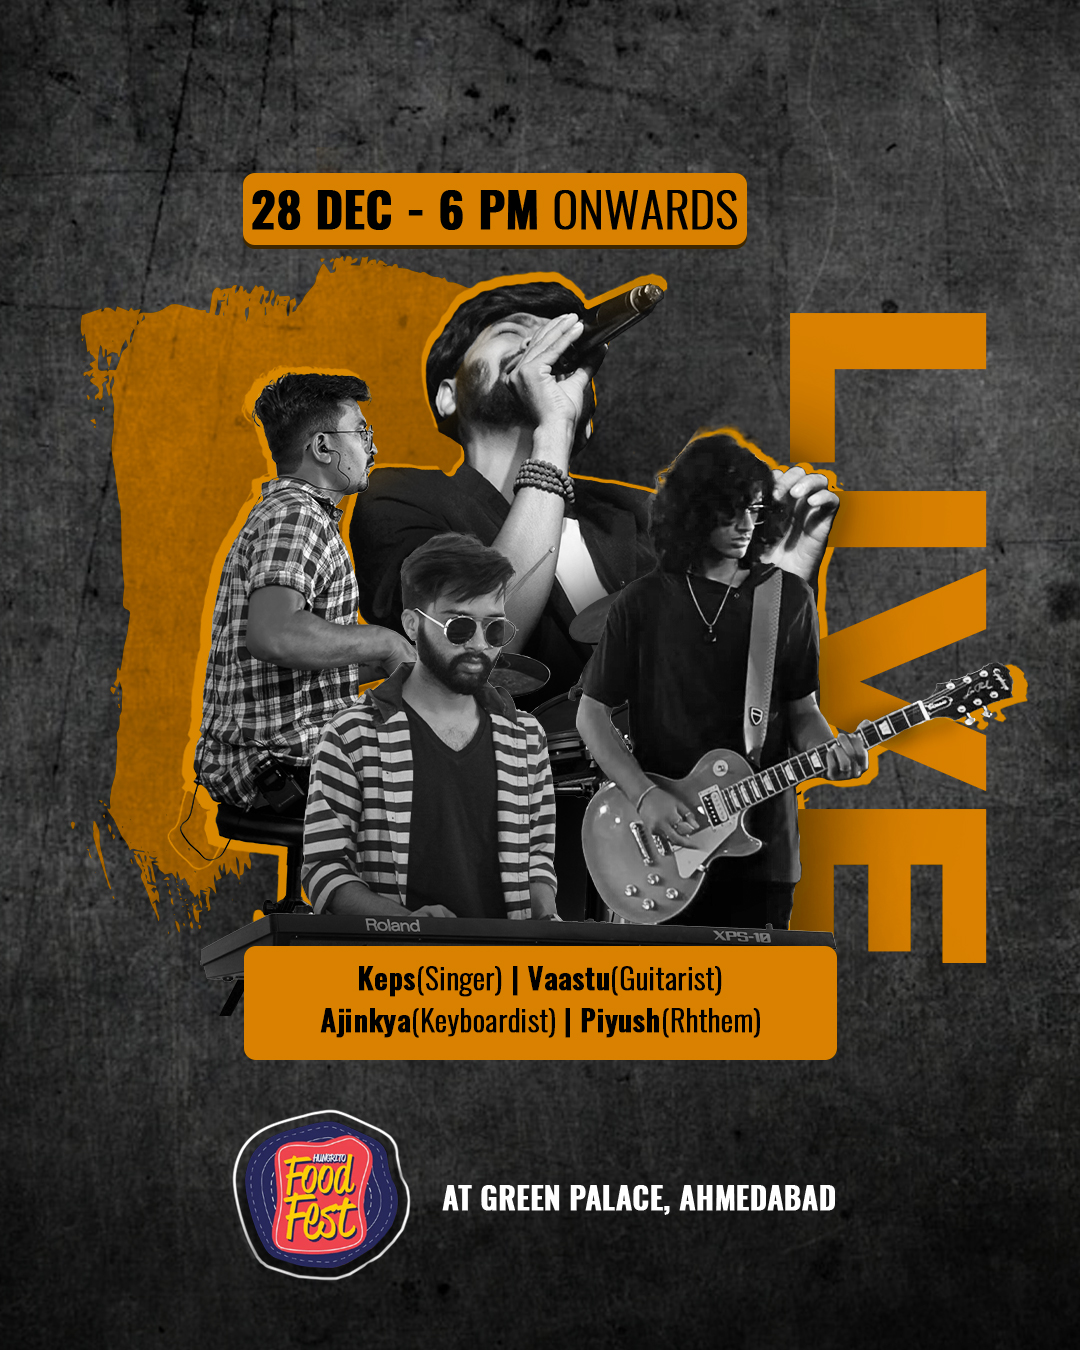 28 DEC - 6 PM ONWARDS
LIVE
Roland
XPS-10
Keps(Singer) | Vaastu(Guitarist)
Ajinkya(Keyboardist) | Piyush(Rhthem)
HUNGRITO
Food
Fest
AT GREEN PALACE, AHMEDABAD